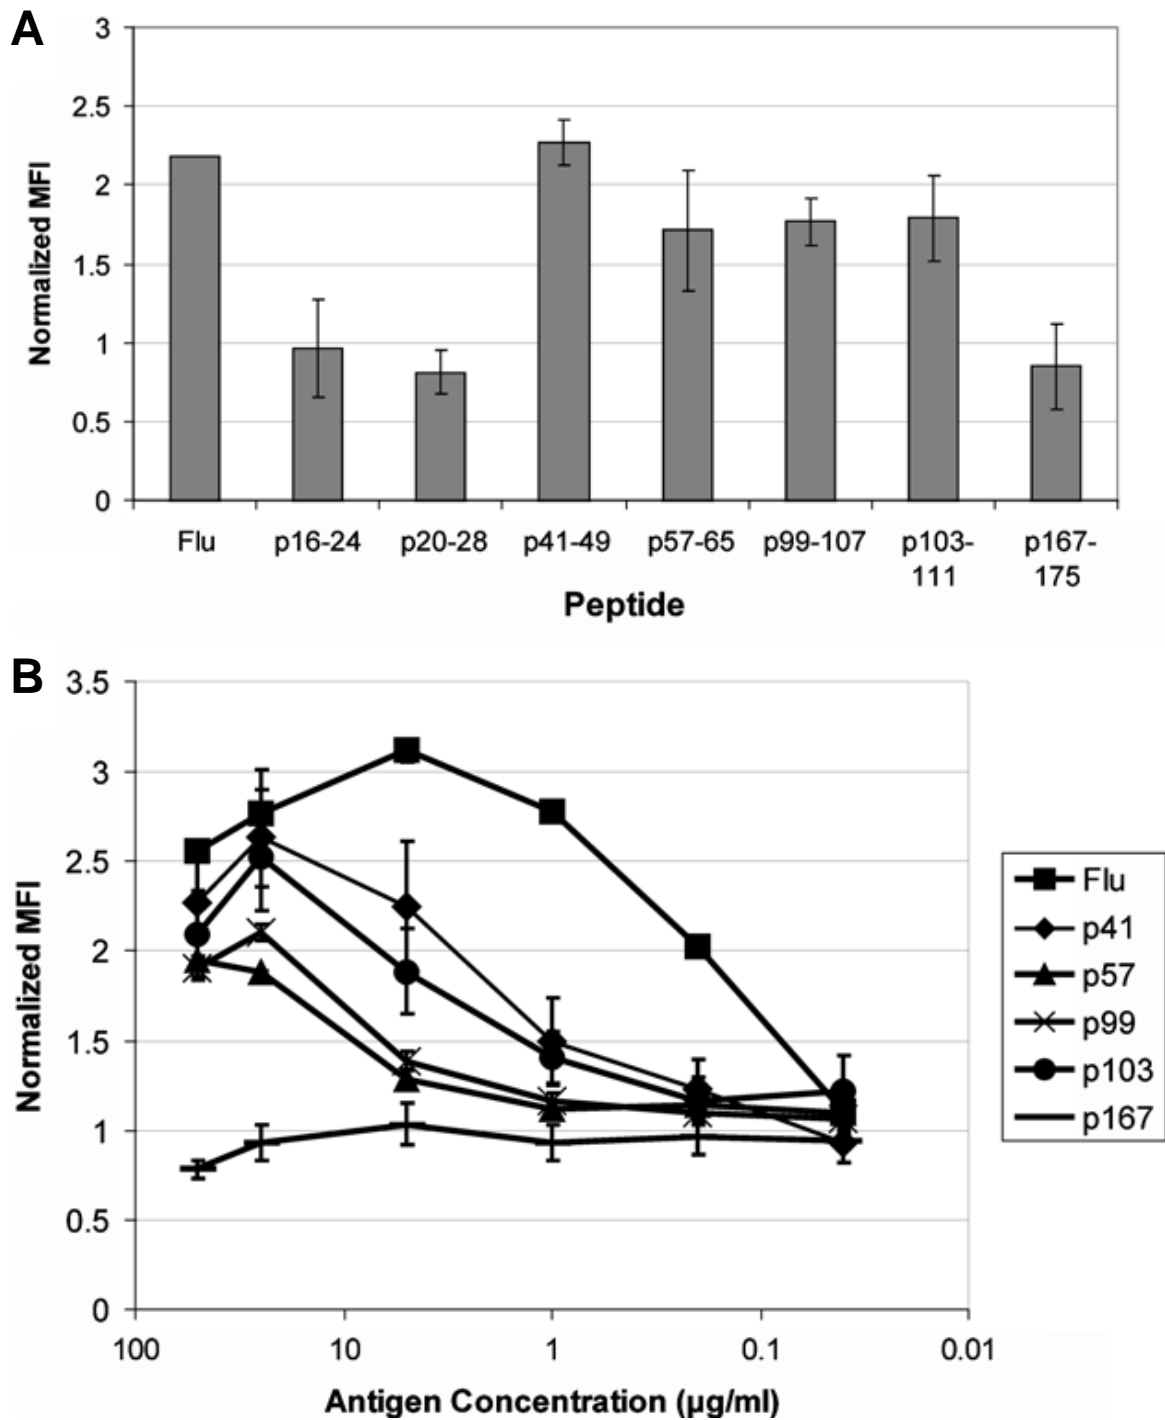 A
3
2.5
2
1.5
1
0.5
0
Normalized MFI
Flu p16-24 p20-28 p41-49 p57-65 p99-107 p103- p167-
111 175
Peptide
B
3.5
3
2.5
2
1.5
1
0.5
0
Normalized MFI
100 10 1 0.1 0.01
Antigen Concentration (µg/ml)
Flu
p41
p57
p99
p103
p167